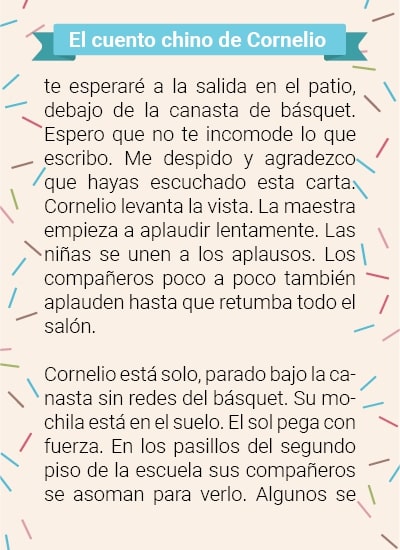 El cuento chino de Cornelio
te esperaré a la salida en el patio,
debajo de la canasta de básquet.
Espero que no te incomode lo que
escribo. Me despido y agradezco
que hayas escuchado esta carta.
Cornelio levanta la vista. La maestra
empieza a aplaudir lentamente. Las
niñas se unen a los aplausos. Los
compañeros poco a poco también
aplauden hasta que retumba todo el
salón.
Cornelio está solo, parado bajo la ca-
nasta sin redes del básquet. Su mo-
chila está en el suelo. El sol pega con
fuerza. En los pasillos del segundo
piso de la escuela sus compañeros
se asoman para verlo. Algunos se